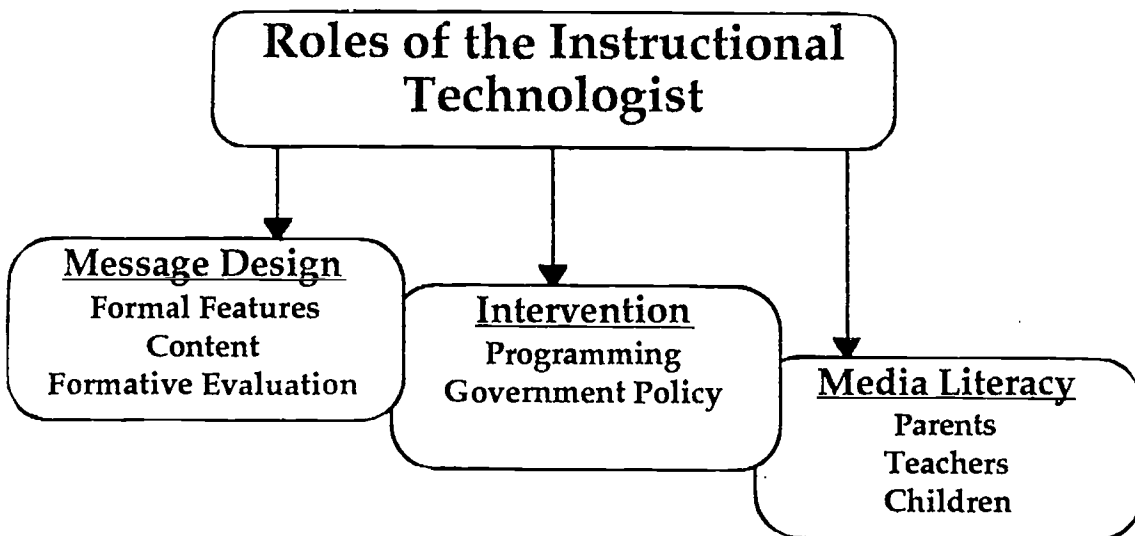 Roles of the Instructional
Technologist
Message Design
Formal Features
Content
Formative Evaluation
Intervention
Programming
Government Policy
Media Literacy
Parents
Teachers
Children